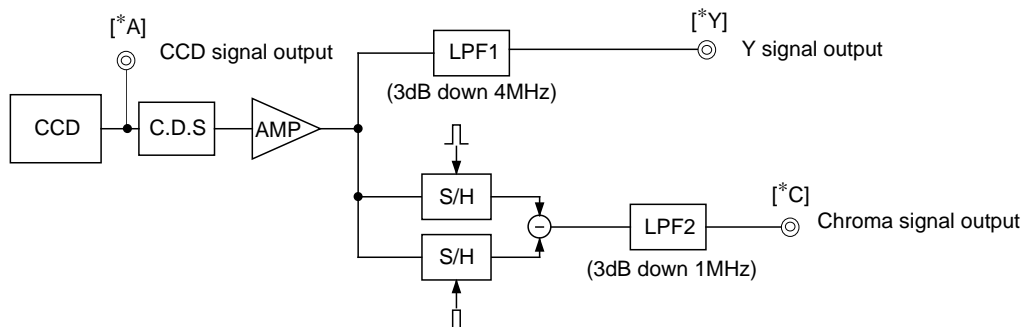 [*A]
CCD signal output
[*Y]
Y signal output
LPF1
(3dB down 4MHz)
CCD
C.D.S
AMP
S/H
[*C]
Chroma signal output
LPF2
(3dB down 1MHz)
S/H